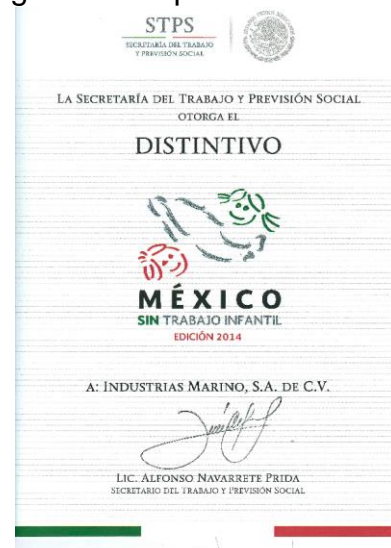 STPS
SECRETARÍA DEL TRABAJO
Y PREVISIÓN SOCIAL
LA SECRETARÍA DEL TRABAJO Y PREVISIÓN SOCIAL
OTORGA EL
DISTINTIVO
MÉXICO
SIN TRABAJO INFANTIL
EDICIÓN 2014
A: INDUSTRIAS MARINO, S.A. DE C.V.
LIC. ALFONSO NAVARRETE PRIDA
SECRETARIO DEL TRABAJO Y PREVISIÓN SOCIAL